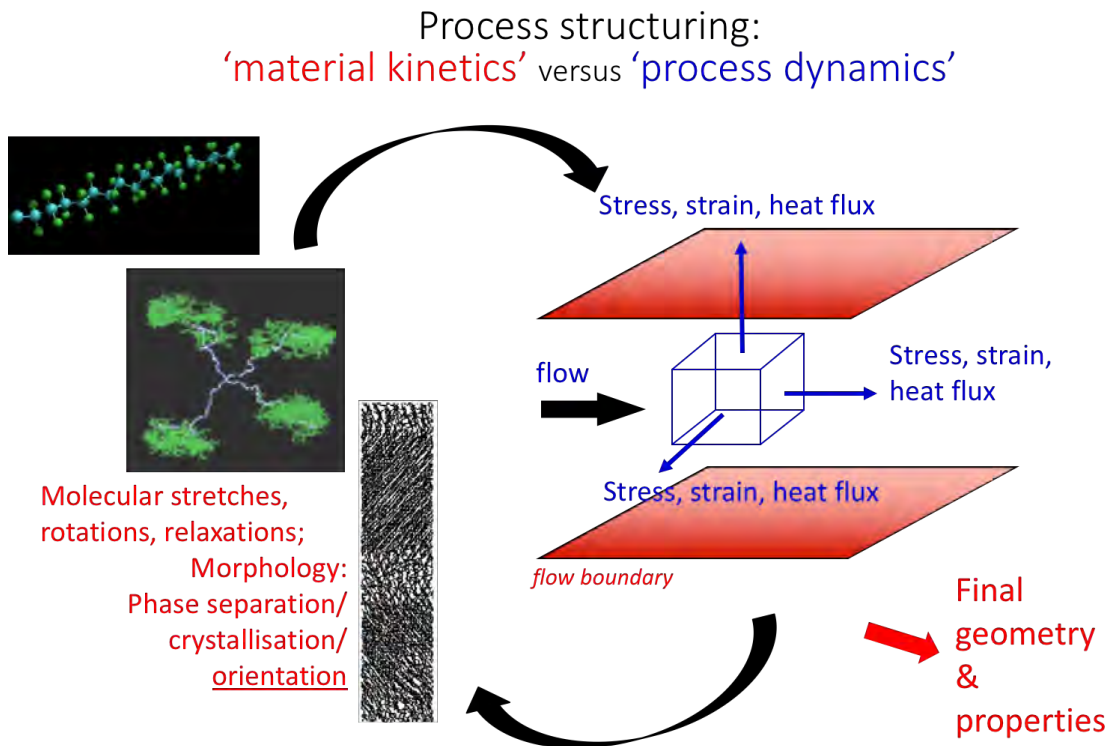 Process structuring:
‘material kinetics’ versus ‘process dynamics’
Stress, strain, heat flux
flow
Stress, strain,
heat flux
Stress, strain, heat flux
flow boundary
Molecular stretches,
rotations, relaxations;
Morphology:
Phase separation/
crystallisation/
orientation
Final
geometry
&
properties